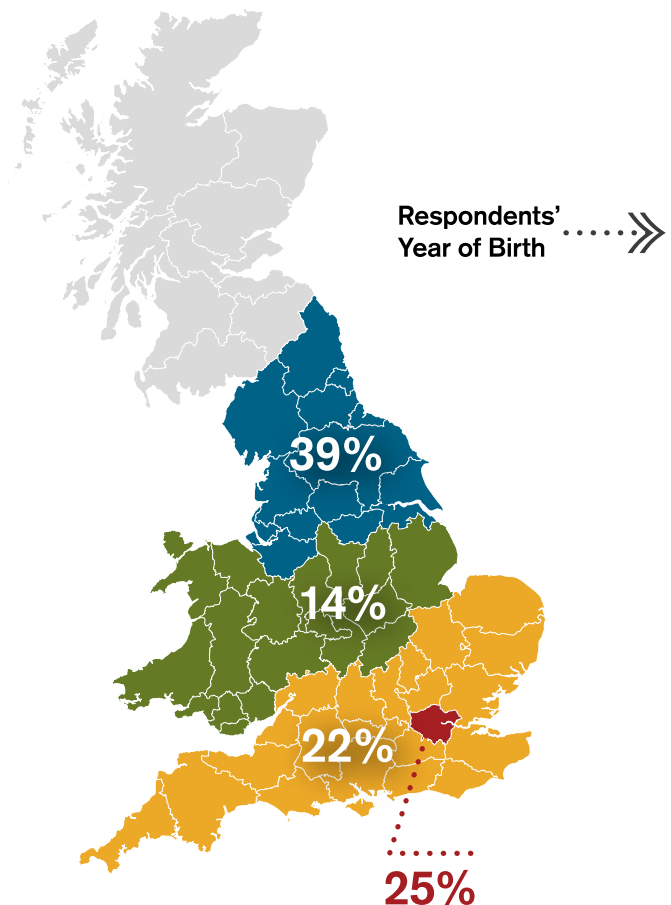 Respondents’
Year of Birth
39%
14%
22%
25%